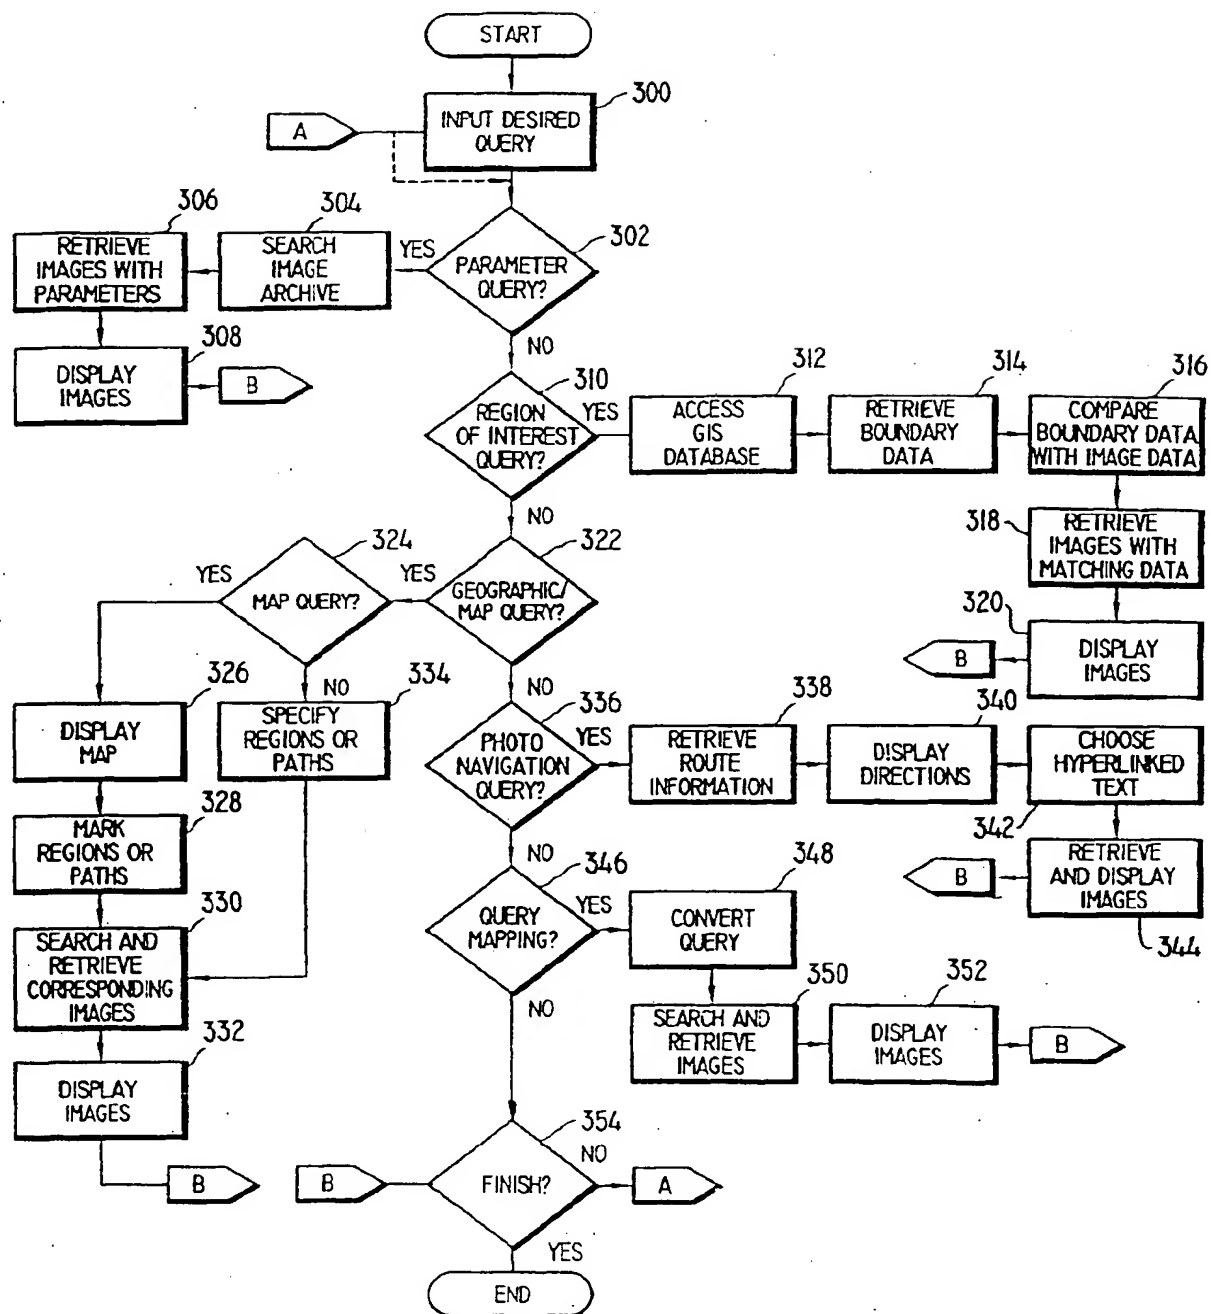 START
300
INPUT DESIRED
QUERY
A
306
304
302
RETRIEVE
IMAGES WITH
PARAMETERS
SEARCH
IMAGE
ARCHIVE
YES
PARAMETER
QUERY?
308
NO
DISPLAY
IMAGES
B
310
312
314
316
REGION
OF INTEREST
QUERY?
YES
ACCESS
GIS
DATABASE
RETRIEVE
BOUNDARY
DATA
COMPARE
BOUNDARY DATA
WITH IMAGE DATA
NO
318
RETRIEVE
IMAGES WITH
MATCHING DATA
324
322
YES
MAP QUERY?
YES
GEOGRAPHIC/
MAP QUERY?
320
B
DISPLAY
IMAGES
326
NO
334
NO
336
338
340
DISPLAY
MAP
SPECIFY
REGIONS OR
PATHS
PHOTO
NAVIGATION
QUERY?
YES
RETRIEVE
ROUTE
INFORMATION
DISPLAY
DIRECTIONS
CHOOSE
HYPERLINKED
TEXT
342
328
MARK
REGIONS OR
PATHS
NO
346
348
B
RETRIEVE
AND DISPLAY
IMAGES
344
330
SEARCH AND
RETRIEVE
CORRESPONDING
IMAGES
QUERY
MAPPING?
YES
CONVERT
QUERY
NO
350
352
SEARCH AND
RETRIEVE
IMAGES
DISPLAY
IMAGES
B
332
DISPLAY
IMAGES
354
B
B
FINISH?
NO
A
YES
END